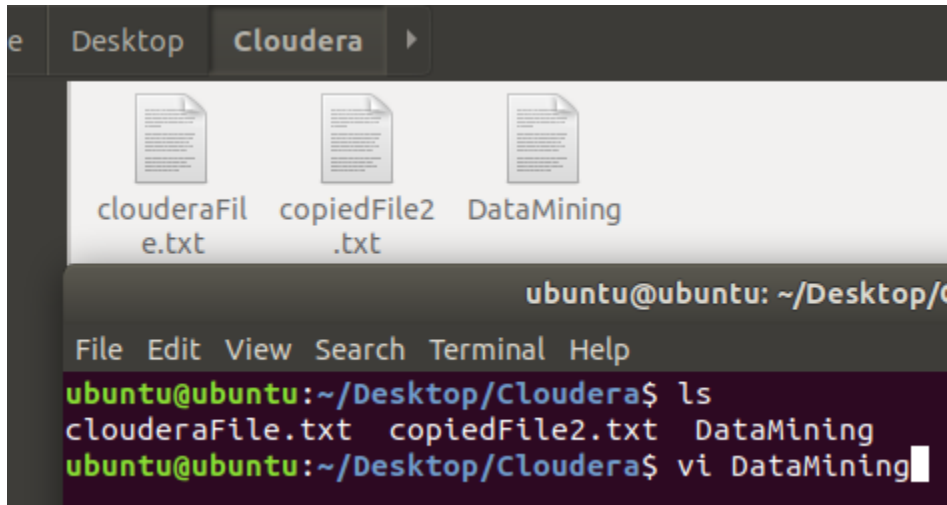 e Desktop Cloudera
clouderaFil copiedFile2 DataMining
e.txt .txt
ubuntu@ubuntu: ~/Desktop/
File Edit View Search Terminal Help
ubuntu@ubuntu:~/Desktop/Cloudera$ ls
clouderaFile.txt copiedFile2.txt DataMining
ubuntu@ubuntu:~/Desktop/Cloudera$ vi DataMining